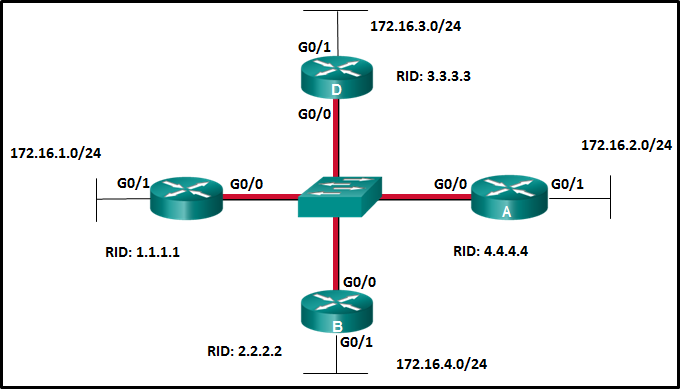 172.16.3.0/24
G0/1
D
RID: 3.3.3.3
G0/0
172.16.1.0/24
172.16.2.0/24
G0/1
G0/0
G0/0
G0/1
A
RID: 1.1.1.1
RID: 4.4.4.4
G0/0
B
G0/1
RID: 2.2.2.2
172.16.4.0/24